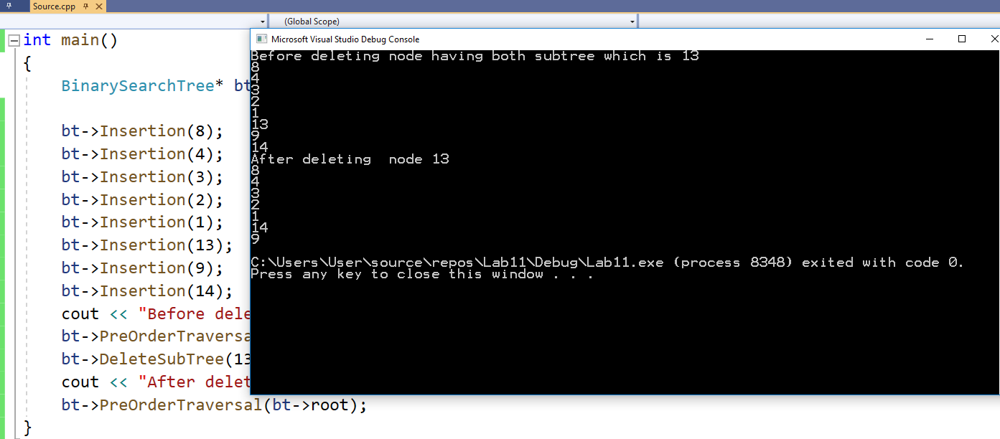 Source.cpp
(Global Scope)
int main()
{
BinarySearchTree* bt
bt->Insertion(8);
bt->Insertion(4);
bt->Insertion(3);
bt->Insertion(2);
bt->Insertion(1);
bt->Insertion(13);
bt->Insertion(9);
bt->Insertion(14);
cout << "Before dele
bt->PreOrderTraversa
bt->DeleteSubTree(13
cout << "After delet
bt->PreOrderTraversal(bt->root);
}
Microsoft Visual Studio Debug Console
Before deleting node having both subtree which is 13
8
4
3
2
1
13
9
14
After deleting  node 13
8
4
3
2
1
14
9
C:\Users\User\source\repos\Lab11\Debug\Lab11.exe (process 8348) exited with code 0.
Press any key to close this window . . .